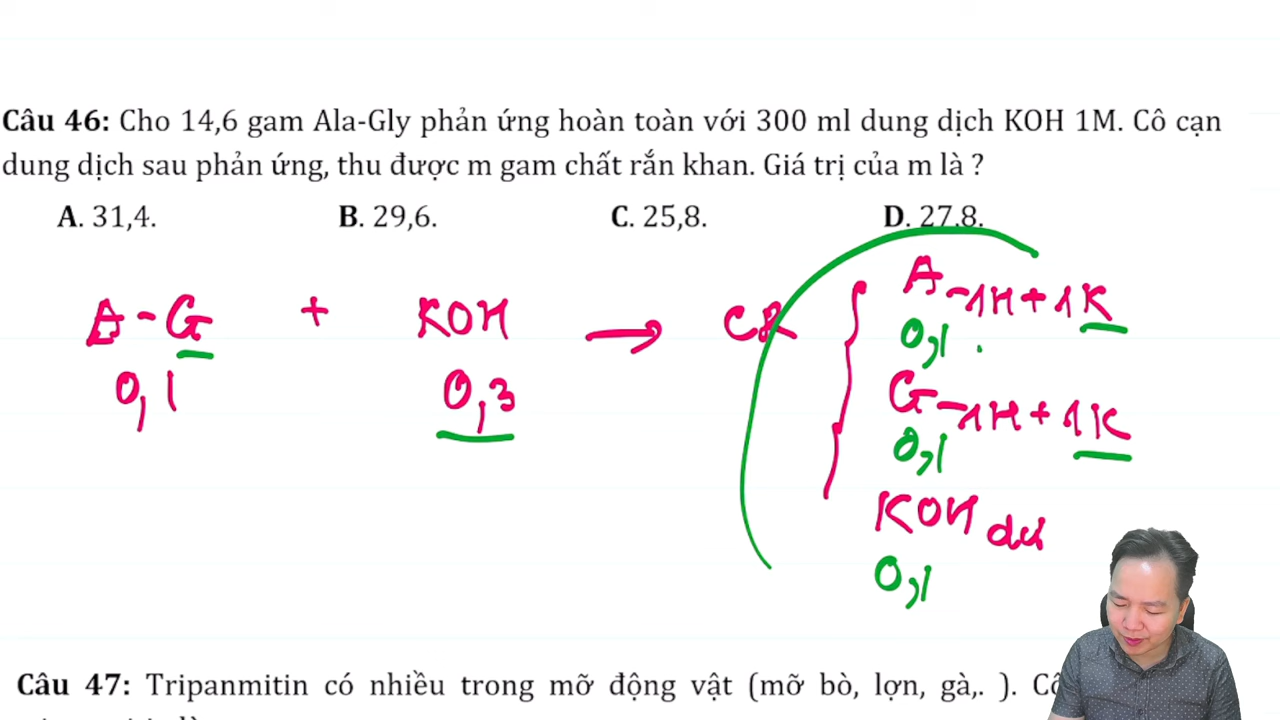 Câu 46: Cho 14,6 gam Ala-Gly phản ứng hoàn toàn với 300 ml dung dịch KOH 1M. Cô cạn
dung dịch sau phản ứng, thu được m gam chất rắn khan. Giá trị của m là ?
A. 31,4. B. 29,6. C. 25,8. D. 27,8.
A-G + KOH → CR { A-1H+1K
0,1 0,3 0,1
G-1H+1K
0,1
KOH dư
0,1
Câu 47: Tripanmitin có nhiều trong mỡ động vật (mỡ bò, lợn, gà,. ).